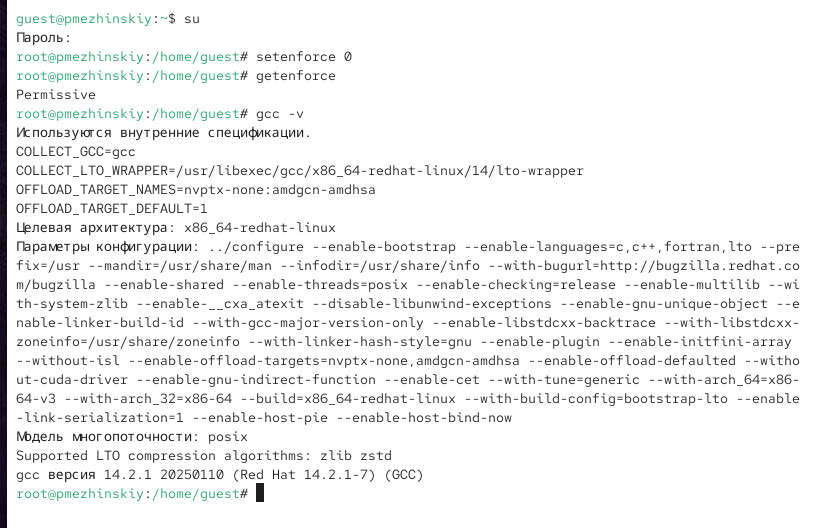 guest@pmezhinskiy:~$ su
Пароль:
root@pmezhinskiy:/home/guest# setenforce 0
root@pmezhinskiy:/home/guest# getenforce
Permissive
root@pmezhinskiy:/home/guest# gcc -v
Используются внутренние спецификации.
COLLECT_GCC=gcc
COLLECT_LTO_WRAPPER=/usr/libexec/gcc/x86_64-redhat-linux/14/lto-wrapper
OFFLOAD_TARGET_NAMES=nvptx-none:amdgcn-amdhsa
OFFLOAD_TARGET_DEFAULT=1
Целевая архитектура: x86_64-redhat-linux
Параметры конфигурации: ../configure --enable-bootstrap --enable-languages=c,c++,fortran,lto --pre
fix=/usr --mandir=/usr/share/man --infodir=/usr/share/info --with-bugurl=http://bugzilla.redhat.co
m/bugzilla --enable-shared --enable-threads=posix --enable-checking=release --enable-multilib --wi
th-system-zlib --enable-__cxa_atexit --disable-libunwind-exceptions --enable-gnu-unique-object --e
nable-linker-build-id --with-gcc-major-version-only --enable-libstdcxx-backtrace --with-libstdcxx-
zoneinfo=/usr/share/zoneinfo --with-linker-hash-style=gnu --enable-plugin --enable-initfini-array
--without-isl --enable-offload-targets=nvptx-none,amdgcn-amdhsa --enable-offload-defaulted --witho
ut-cuda-driver --enable-gnu-indirect-function --enable-cet --with-tune=generic --with-arch_64=x86-
64-v3 --with-arch_32=x86-64 --build=x86_64-redhat-linux --with-build-config=bootstrap-lto --enable
-link-serialization=1 --enable-host-pie --enable-host-bind-now
Модель многопоточности: posix
Supported LTO compression algorithms: zlib zstd
gcc версия 14.2.1 20250110 (Red Hat 14.2.1-7) (GCC)
root@pmezhinskiy:/home/guest#